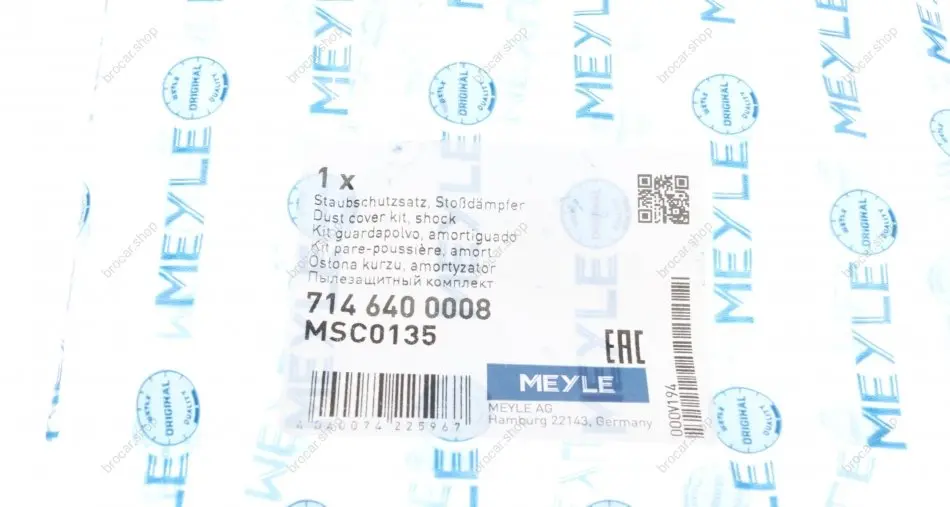 1 x
Staubschutzsatz, Stoßdämpfer
Dust cover kit, shock
Kit guardapolvo, amortiguado
Kit pare-poussière, amort
Osłona kurzu, amortyzator
Пылезащитный комплект
714 640 0008
MSC0135
EAC
MEYLE
MEYLE AG
Hamburg 22143, Germany
4 040074 225967
000V194
MEYLE
MEYLE ORIGINAL QUALITY
brocar.shop